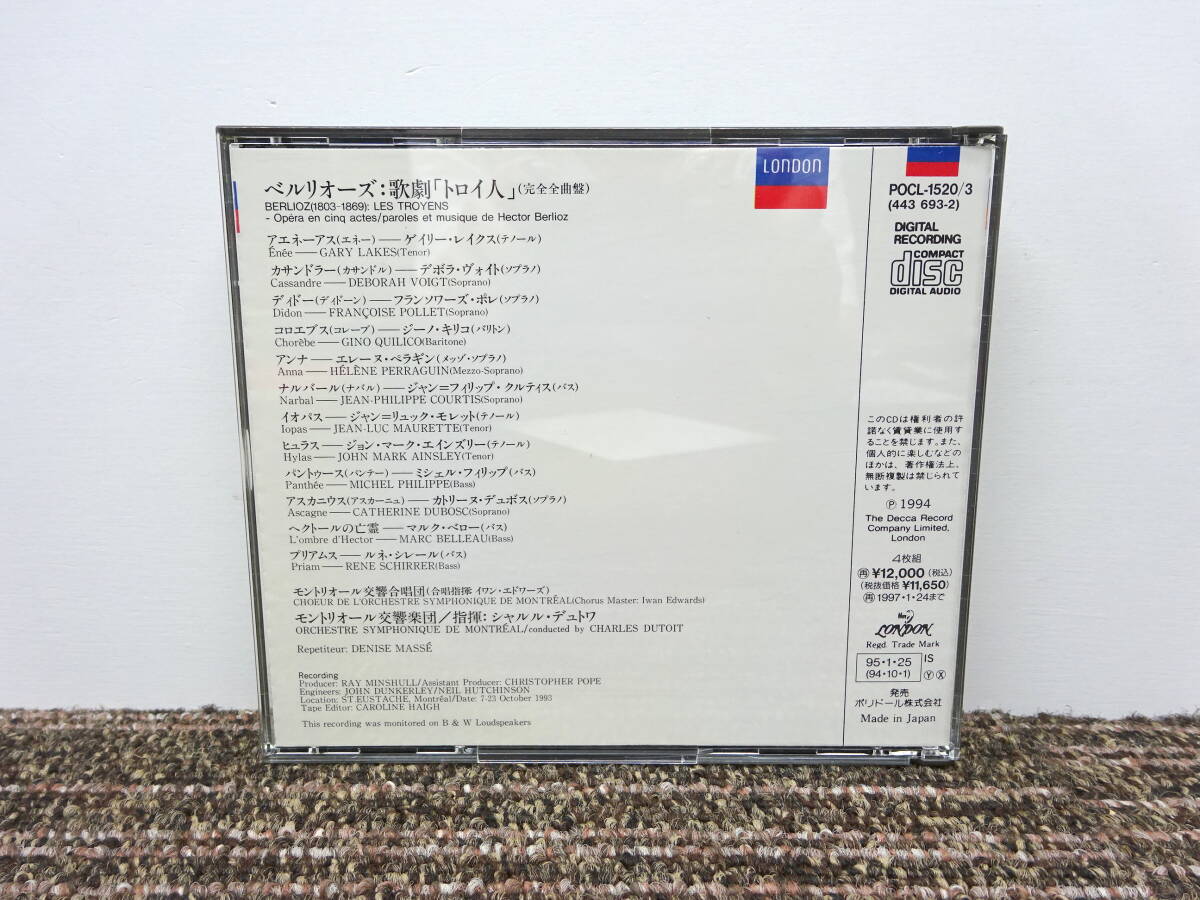 ベルリオーズ:歌劇「トロイ人」(完全全曲盤)
BERLIOZ(1803-1869): LES TROYENS
- Opéra en cinq actes/paroles et musique de Hector Berlioz
アエネーアス(エネー)──ゲイリー・レイクス(テノール)
Énée──GARY LAKES(Tenor)
カサンドラー(カサンドル)──デボラ・ヴォイト(ソプラノ)
Cassandre──DEBORAH VOIGT(Soprano)
ディドー(ディドーン)──フランソワーズ・ポレ(ソプラノ)
Didon──FRANÇOISE POLLET(Soprano)
コロエブス(コレーブ)──ジーノ・キリコ(バリトン)
Chorèbe──GINO QUILICO(Baritone)
アンナ──エレーヌ・ペラギン(メッゾ・ソプラノ)
Anna──HÉLÈNE PERRAGUIN(Mezzo-Soprano)
ナルバール(ナバル)──ジャン=フィリップ・クルティス(バス)
Narbal──JEAN-PHILIPPE COURTIS(Soprano)
イオパス──ジャン=リュック・モレット(テノール)
Iopas──JEAN-LUC MAURETTE(Tenor)
ヒュラス──ジョン・マーク・エインズリー(テノール)
Hylas──JOHN MARK AINSLEY(Tenor)
パントゥース(パンテー)──ミシェル・フィリップ(バス)
Panthée──MICHEL PHILIPPE(Bass)
アスカニウス(アスカーニュ)──カトリーヌ・デュボス(ソプラノ)
Ascagne──CATHERINE DUBOSC(Soprano)
ヘクトールの亡霊──マルク・ベロー(バス)
L'ombre d'Hector──MARC BELLEAU(Bass)
プリアムス──ルネ・シレール(バス)
Priam──RENE SCHIRRER(Bass)
モントリオール交響合唱団(合唱指揮:イワン・エドワーズ)
CHOEUR DE L'ORCHESTRE SYMPHONIQUE DE MONTRÉAL(Chorus Master: Iwan Edwards)
モントリオール交響楽団/指揮:シャルル・デュトワ
ORCHESTRE SYMPHONIQUE DE MONTRÉAL/conducted by CHARLES DUTOIT
Repetiteur: DENISE MASSÉ
Recording
Producer: RAY MINSHULL/Assistant Producer: CHRISTOPHER POPE
Engineers: JOHN DUNKERLEY/NEIL HUTCHINSON
Location: ST.EUSTACHE, Montréal/Date: 7-23 October 1993
Tape Editor: CAROLINE HAIGH
This recording was monitored on B & W Loudspeakers
LONDON
POCL-1520/3
(443 693-2)
DIGITAL
RECORDING
COMPACT
disc
DIGITAL AUDIO
このCDは権利者の許
諾なく賃貸業に使用す
ることを禁じます。また、
個人的に楽しむなどの
ほかは、著作権法上、
無断複製は禁じられて
います。
Ⓟ 1994
The Decca Record
Company Limited,
London
4枚組
㊢ ¥12,000(税込)
(税抜価格 ¥11,650)
㊢ 1997・1・24まで
LONDON
Regd. Trade Mark
95・1・25 IS
(94・10・1) Ⓨ Ⓧ
発売
ポリドール株式会社
Made in Japan